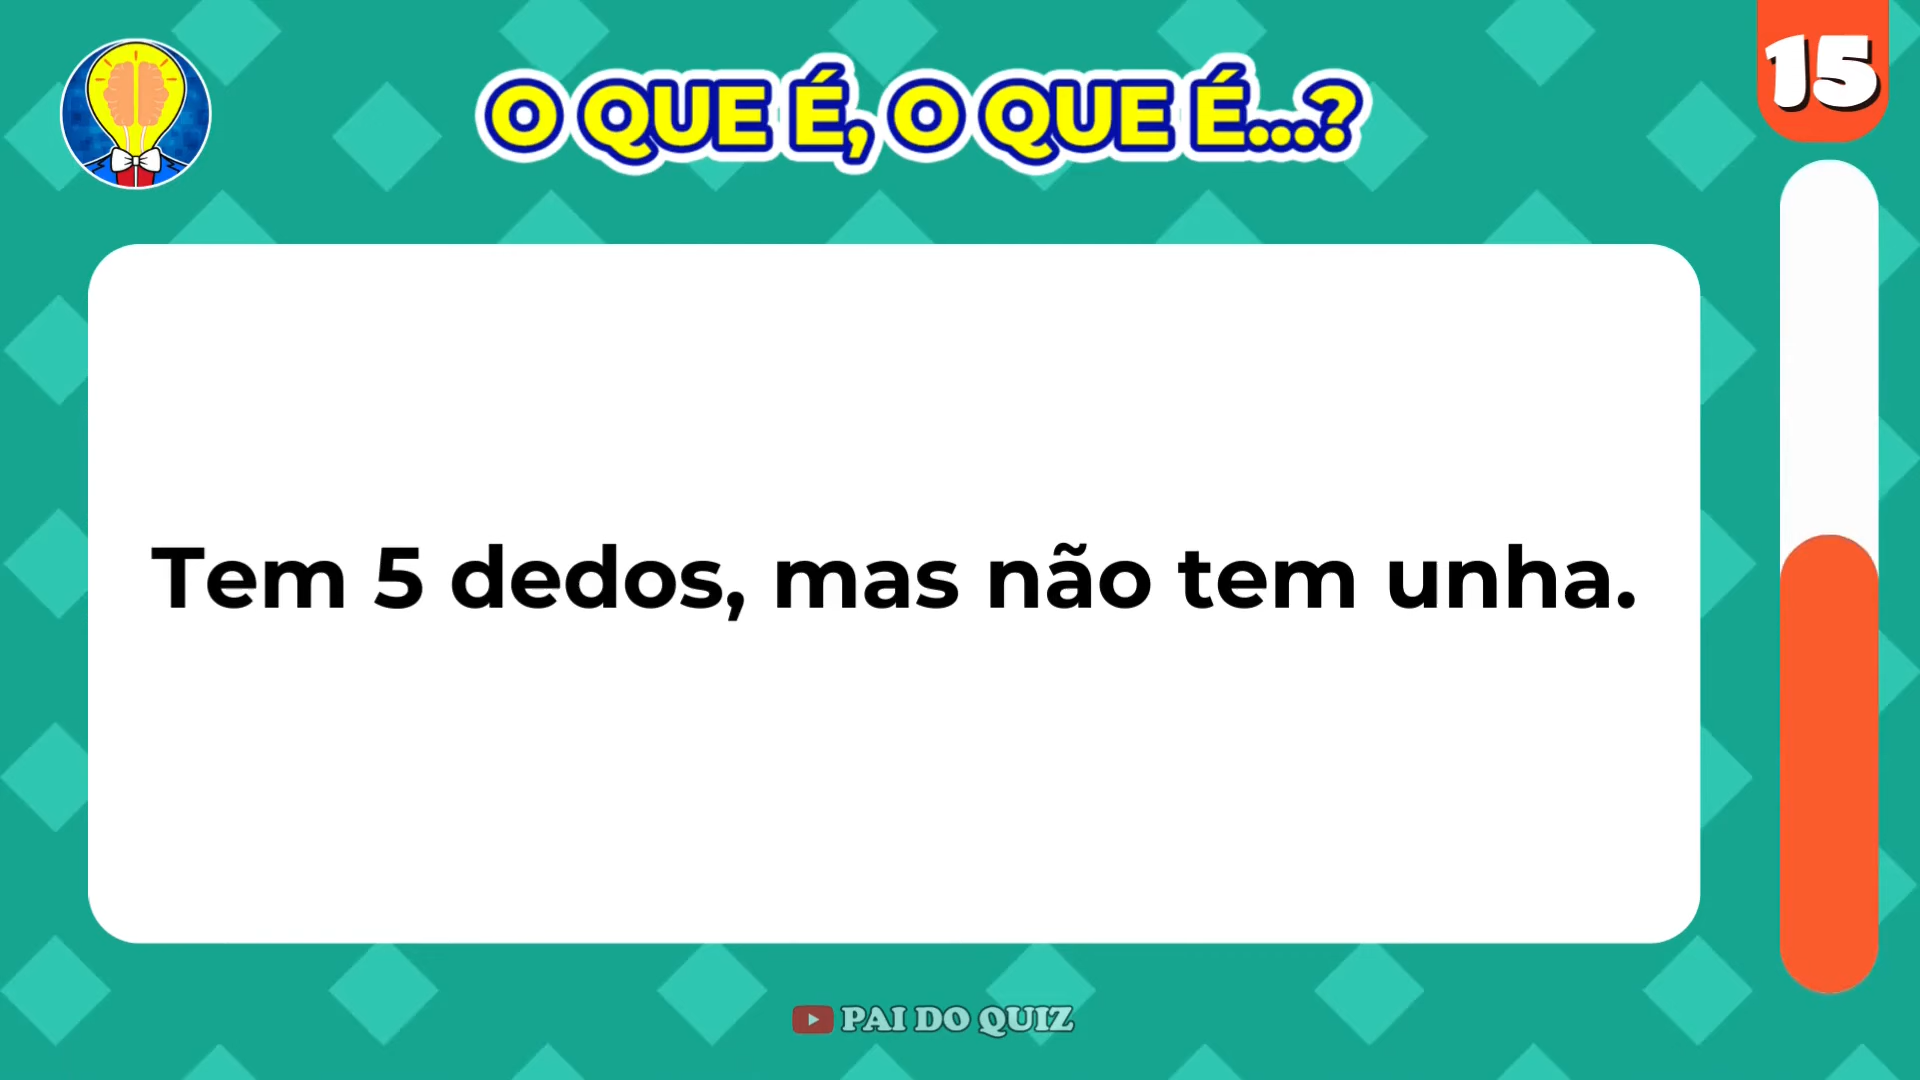 O QUE É, O QUE É...?
15
Tem 5 dedos, mas não tem unha.
PAI DO QUIZ